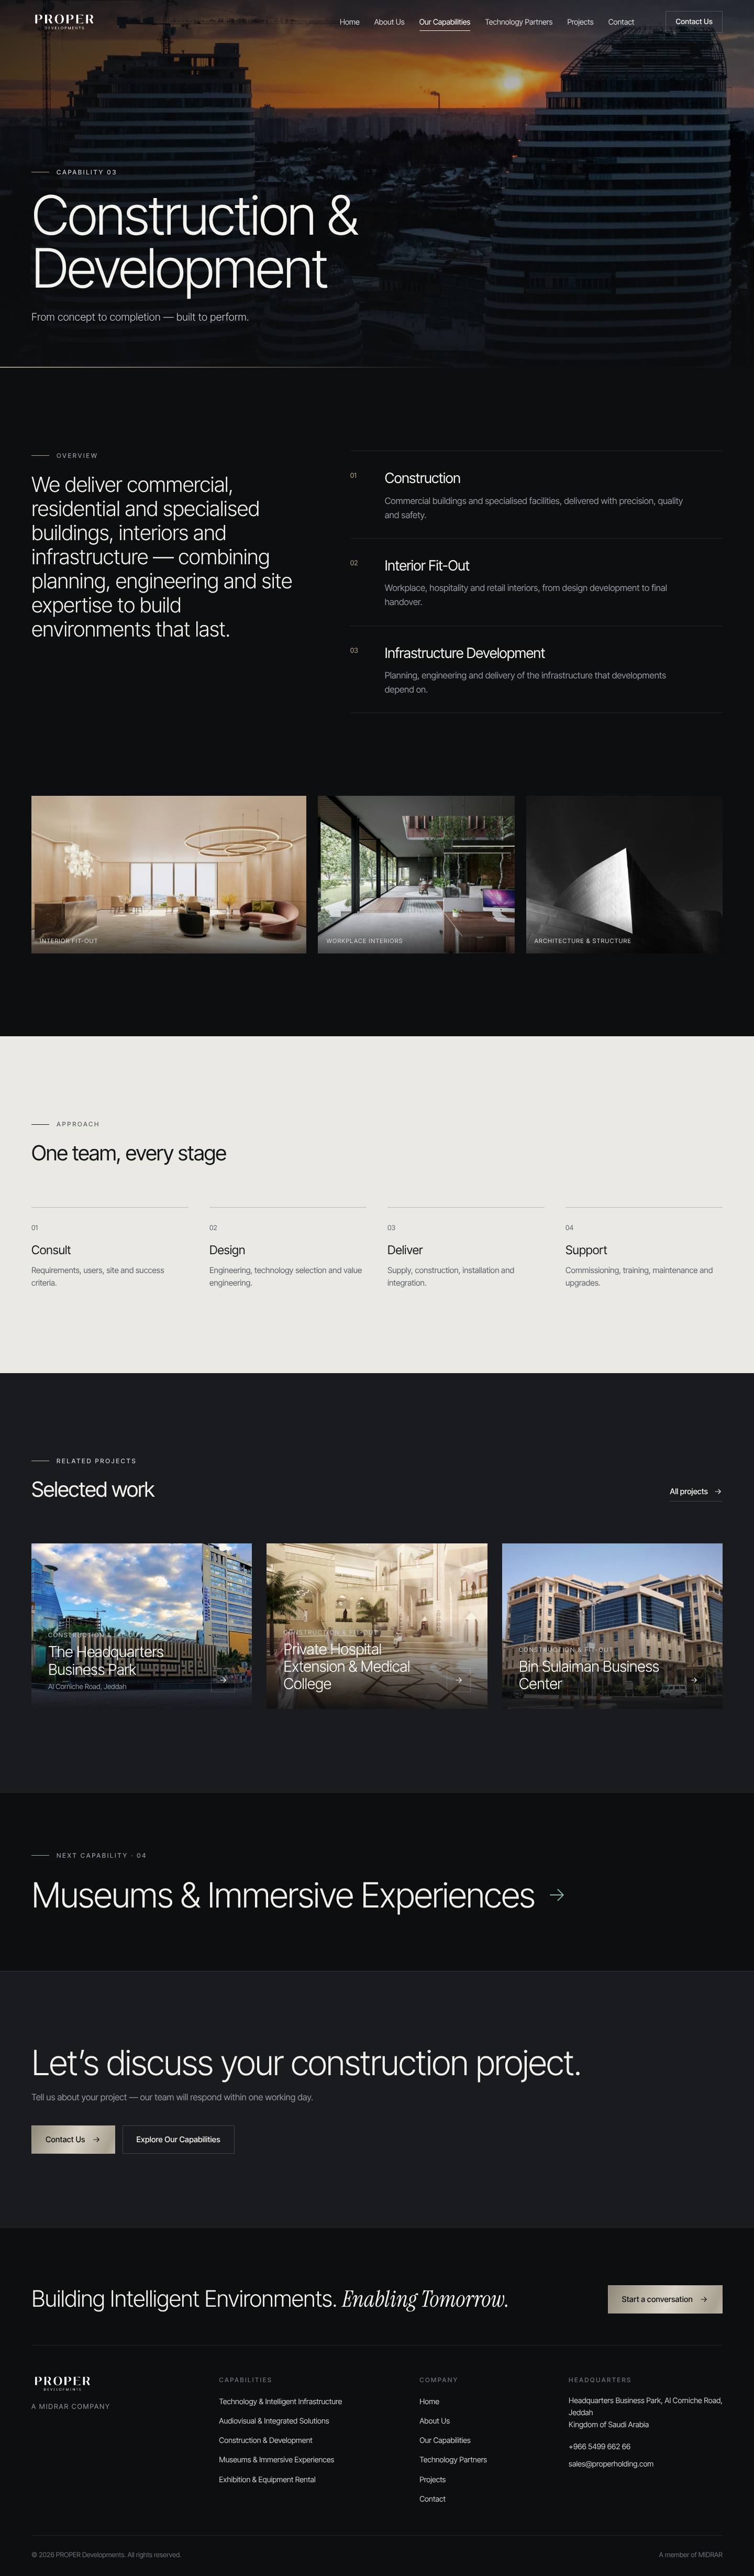 PROPER
DEVELOPMENTS
Home
About Us
Our Capabilities
Technology Partners
Projects
Contact
Contact Us
CAPABILITY 03
Construction &
Development
From concept to completion — built to perform.
OVERVIEW
We deliver commercial,
residential and specialised
buildings, interiors and
infrastructure — combining
planning, engineering and site
expertise to build
environments that last.
01
Construction
Commercial buildings and specialised facilities, delivered with precision, quality
and safety.
02
Interior Fit-Out
Workplace, hospitality and retail interiors, from design development to final
handover.
03
Infrastructure Development
Planning, engineering and delivery of the infrastructure that developments
depend on.
INTERIOR FIT-OUT
WORKPLACE INTERIORS
ARCHITECTURE & STRUCTURE
APPROACH
One team, every stage
01
Consult
Requirements, users, site and success
criteria.
02
Design
Engineering, technology selection and value
engineering.
03
Deliver
Supply, construction, installation and
integration.
04
Support
Commissioning, training, maintenance and
upgrades.
RELATED PROJECTS
Selected work
All projects →
CONSTRUCTION &
The Headquarters
Business Park
Al Corniche Road, Jeddah
→
CONSTRUCTION & FIT-OUT
Private Hospital
Extension & Medical
College
→
CONSTRUCTION & FIT-OUT
Bin Sulaiman Business
Center
→
NEXT CAPABILITY · 04
Museums & Immersive Experiences →
Let’s discuss your construction project.
Tell us about your project — our team will respond within one working day.
Contact Us →
Explore Our Capabilities
Building Intelligent Environments. Enabling Tomorrow.
Start a conversation →
PROPER
DEVELOPMENTS
A MIDRAR COMPANY
CAPABILITIES
Technology & Intelligent Infrastructure
Audiovisual & Integrated Solutions
Construction & Development
Museums & Immersive Experiences
Exhibition & Equipment Rental
COMPANY
Home
About Us
Our Capabilities
Technology Partners
Projects
Contact
HEADQUARTERS
Headquarters Business Park, Al Corniche Road,
Jeddah
Kingdom of Saudi Arabia
+966 5499 662 66
sales@properholding.com
© 2026 PROPER Developments. All rights reserved.
A member of MIDRAR